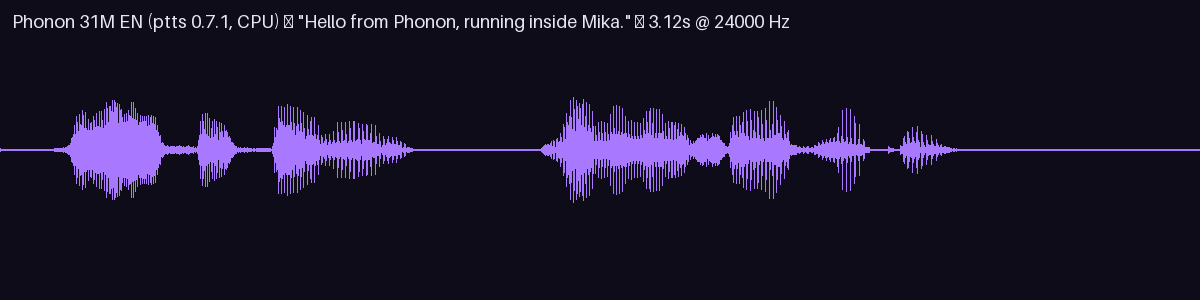 Phonon 31M EN (ptts 0.7.1, CPU) ▯ "Hello from Phonon, running inside Mika." ▯ 3.12s @ 24000 Hz